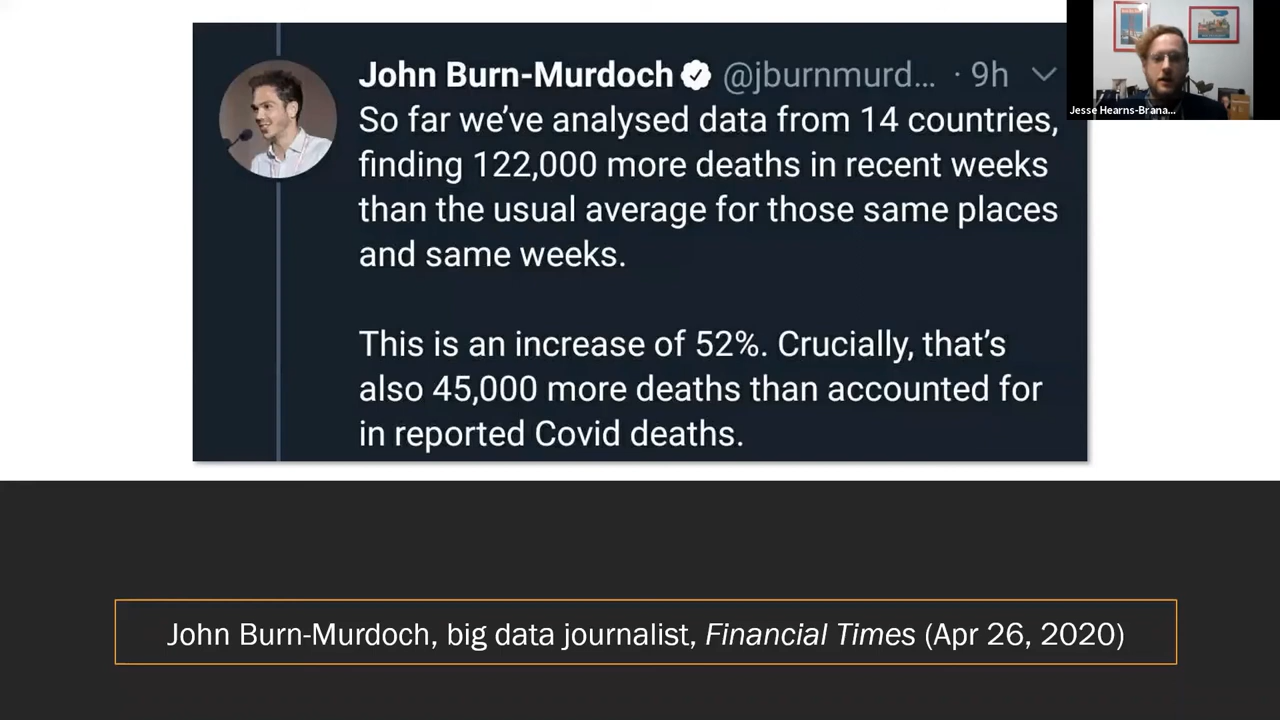 John Burn-Murdoch @jburnmurd... · 9h
So far we've analysed data from 14 countries,
finding 122,000 more deaths in recent weeks
than the usual average for those same places
and same weeks.
This is an increase of 52%. Crucially, that's
also 45,000 more deaths than accounted for
in reported Covid deaths.
Jesse Hearns-Brana...
John Burn-Murdoch, big data journalist, Financial Times (Apr 26, 2020)